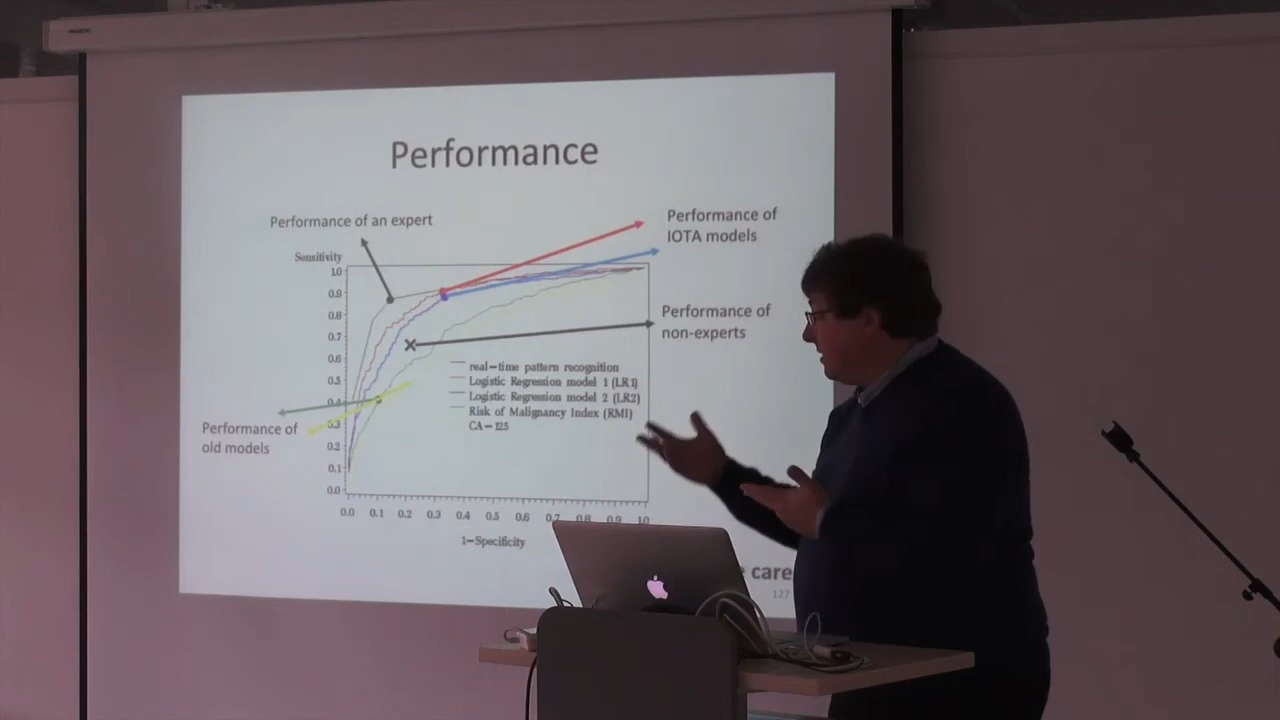 Performance
Performance of an expert
Performance of
IOTA models
Sensitivity
1.0
0.9
0.8
0.7
0.6
0.5
0.4
0.3
0.2
0.1
0.0
Performance of
non-experts
real-time pattern recognition
Logistic Regression model 1 (LR1)
Logistic Regression model 2 (LR2)
Risk of Malignancy Index (RMI)
CA-125
Performance of
old models
0.0 0.1 0.2 0.3 0.4 0.5 0.6 0.7 0.8 0.9 1.0
1-Specificity
care
127